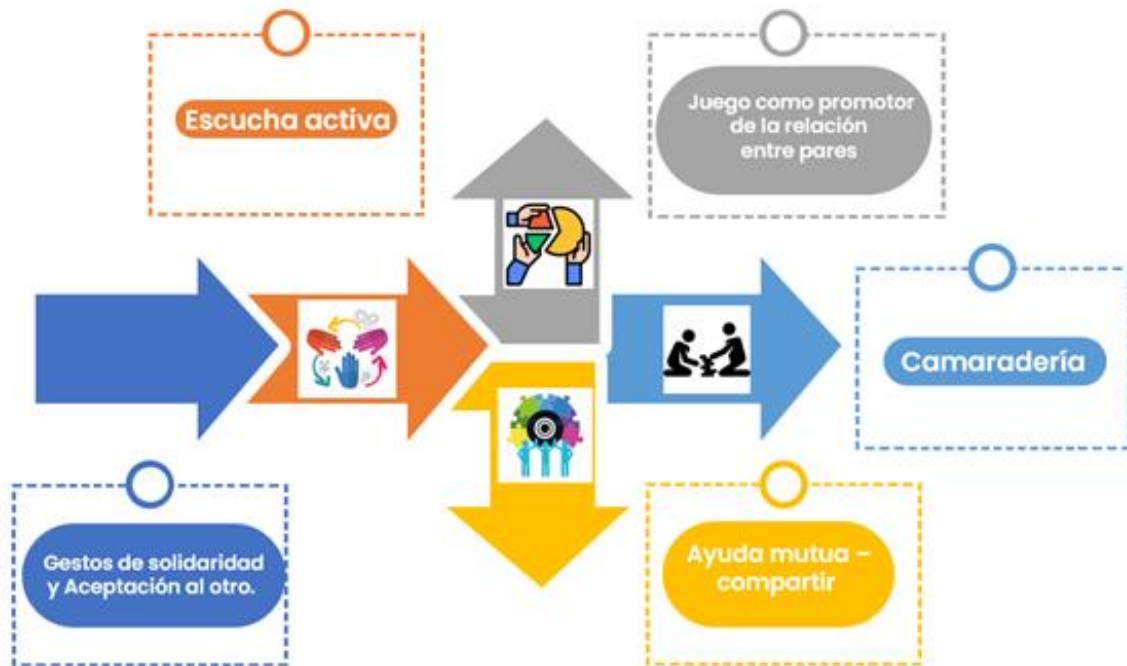 Escucha activa
Juego como promotor
de la relación
entre pares
Camaradería
Gestos de solidaridad
y Aceptación al otro.
Ayuda mutua –
compartir